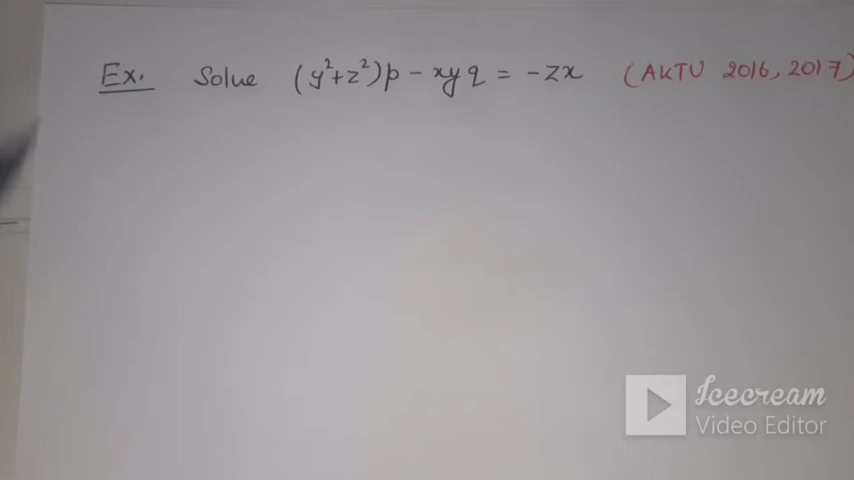 Ex. Solve (y²+z²)p - xyq = -zx (AKTU 2016, 2017)
Icecream
Video Editor